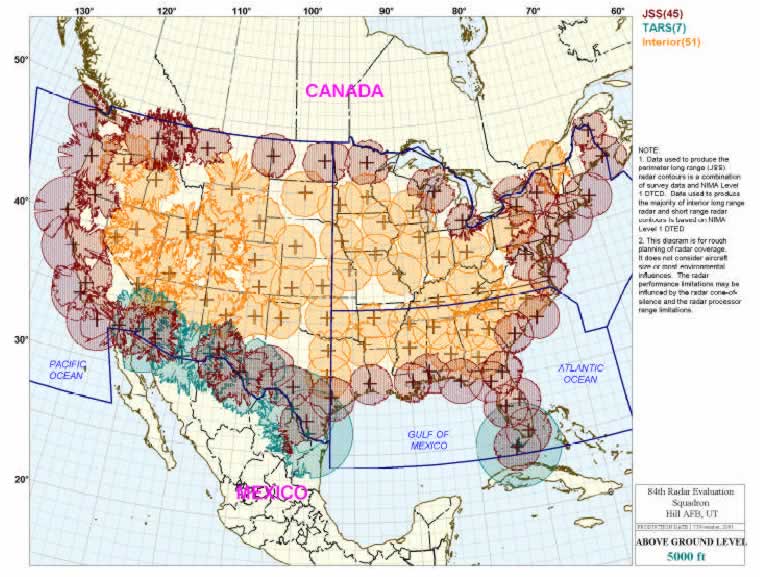 130° 120° 110° 100° 90° 80° 70° 60°
JSS(45)
TARS(7)
Interior(51)
50°
CANADA
NOTE:
1. Data used to produce the
perimeter long range (JSS)
radar contours is a combination
of survey data and NIMA Level
1 DTED. Data used to produce
the majority of interior long range
radar and short range radar
contours is based on NIMA
Level 1 DTED
2. This diagram is for rough
planning of radar coverage.
It does not consider aircraft
size or most environmental
influences. The radar
performance limitations may be
influnced by the radar cone-of-
silence and the radar processor
range limitations.
40°
30°
PACIFIC
OCEAN
ATLANTIC
OCEAN
GULF OF
MEXICO
20°
MEXICO
84th Radar Evaluation
Squadron
Hill AFB, UT
PRODUCTION DATE
ABOVE GROUND LEVEL
5000 ft